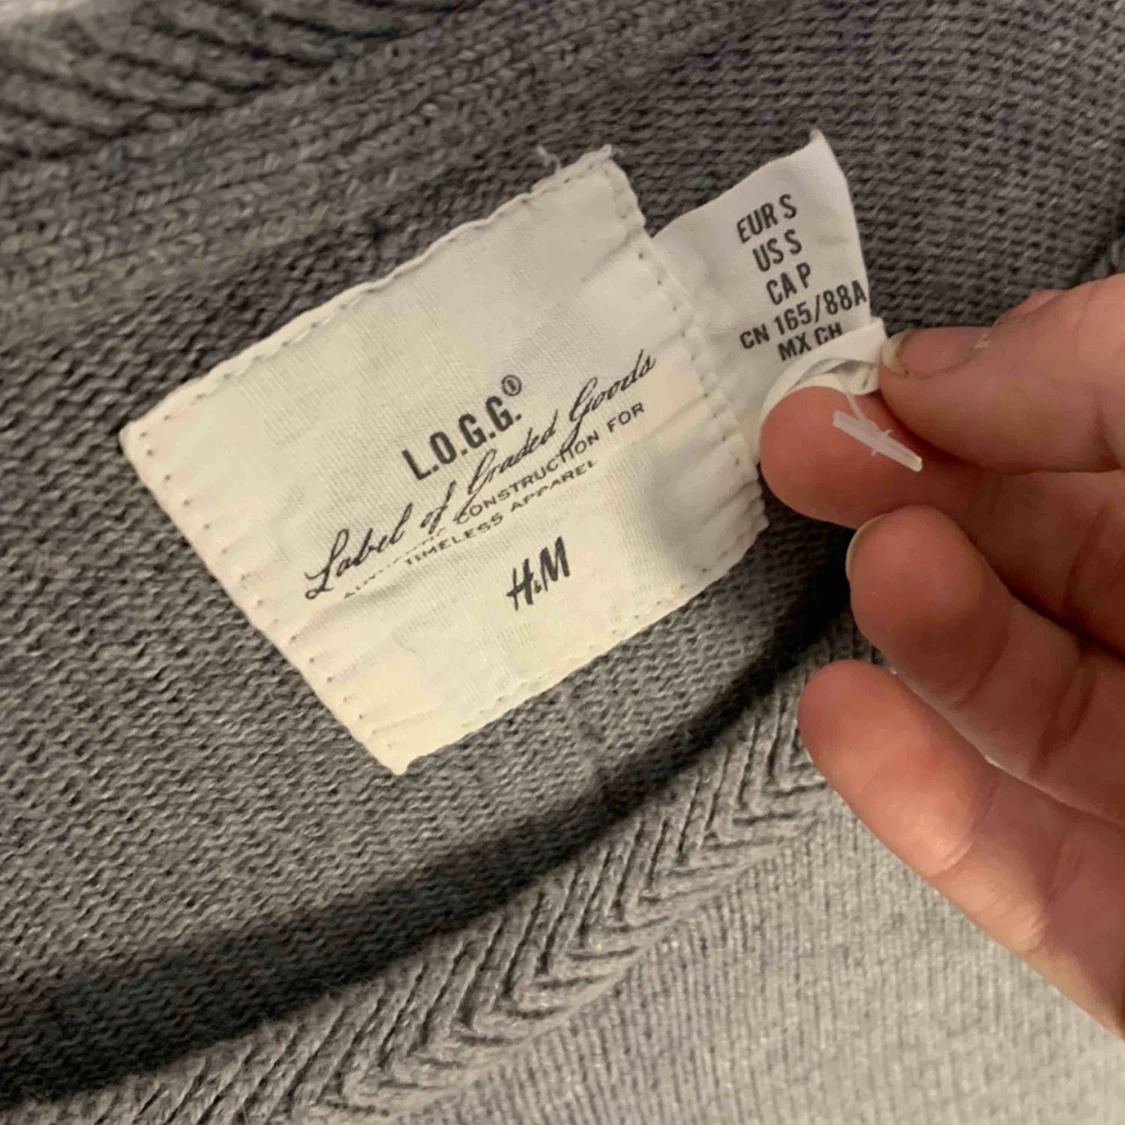 L.O.G.G.®
Label of Graded Goods
CONSTRUCTION FOR
TIMELESS APPAREL
H&M
EUR S
US S
CA P
CN 165/88A
MX CH